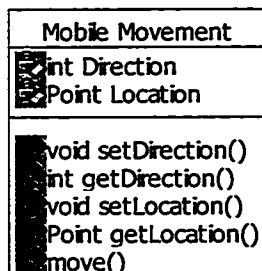 Mobile Movement
int Direction
Point Location
void setDirection()
int getDirection()
void setLocation()
Point getLocation()
move()